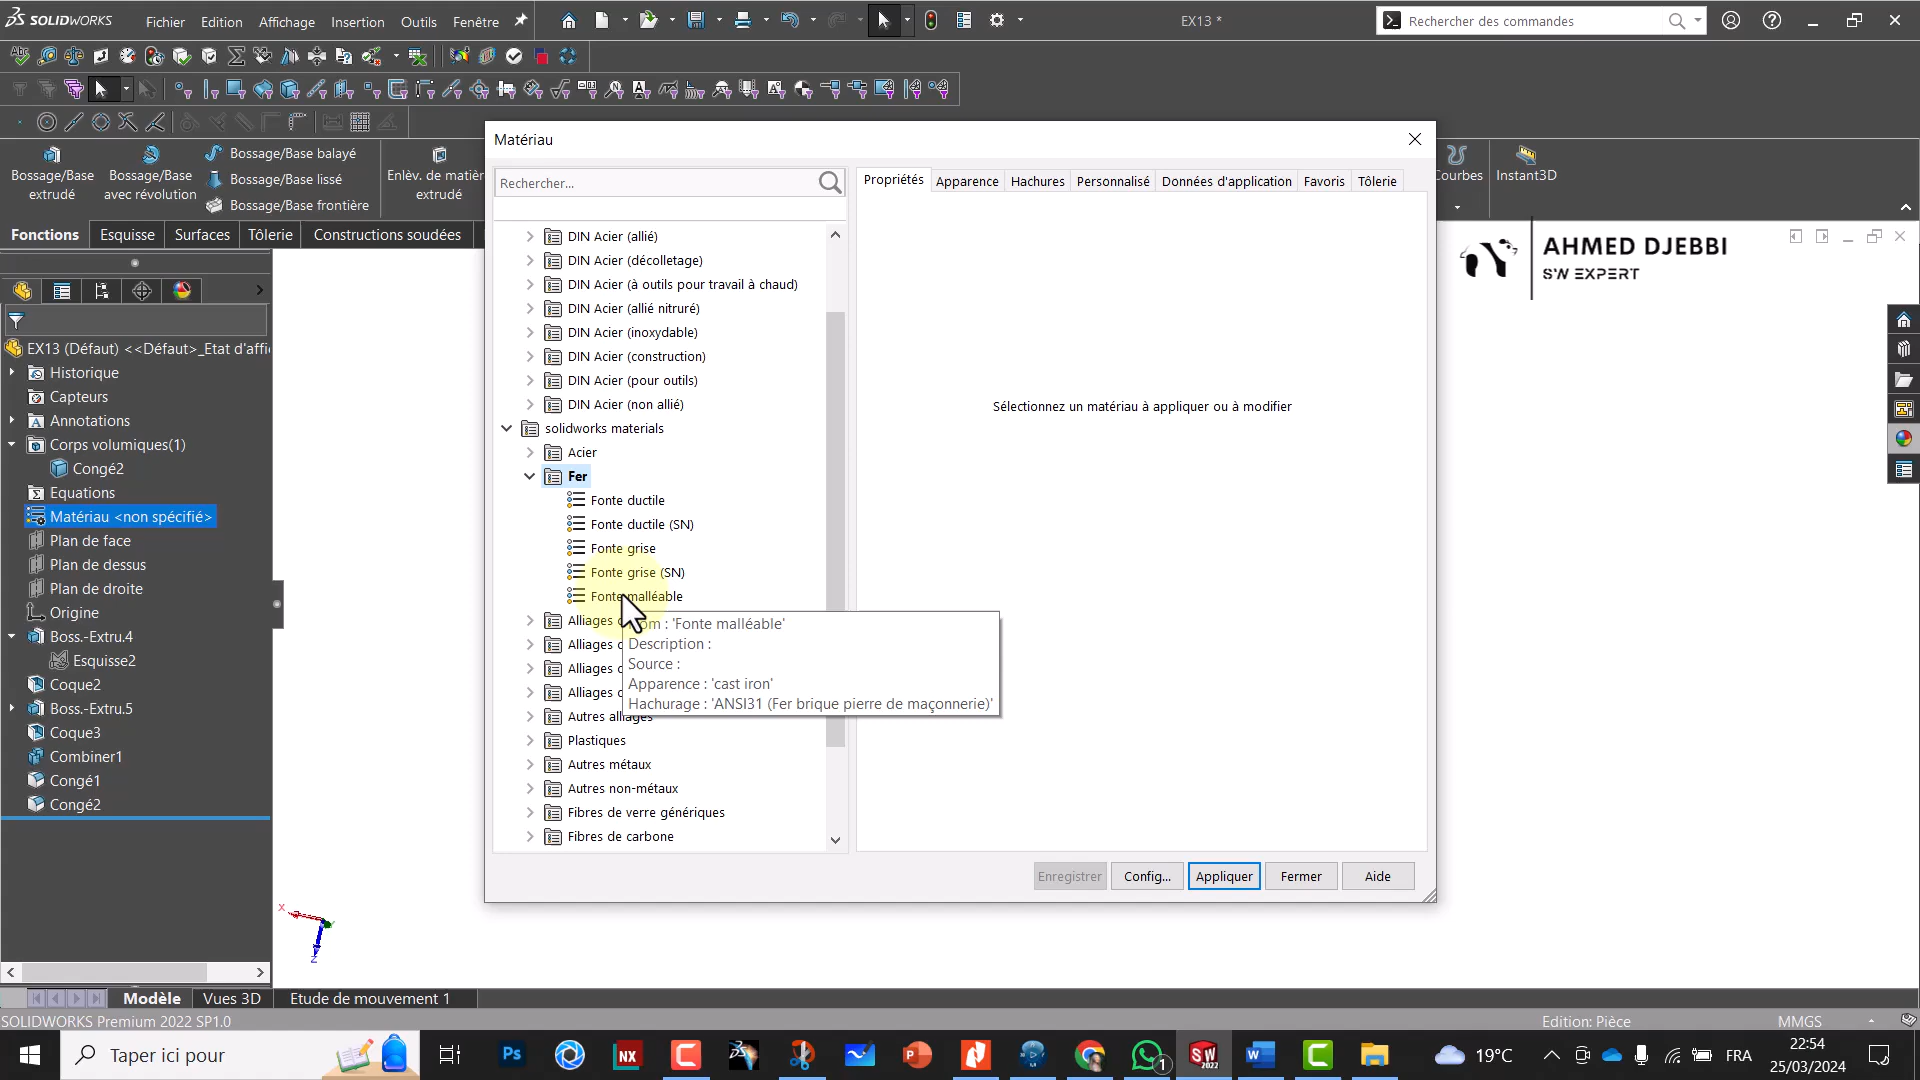 SOLIDWORKS
Fichier
Edition
Affichage
Insertion
Outils
Fenêtre
EX13 *
Rechercher des commandes
Bossage/Base extrudé
Bossage/Base avec révolution
Bossage/Base balayé
Bossage/Base lissé
Bossage/Base frontière
Enlèv. de matièr
extrudé
Courbes
Instant3D
Fonctions
Esquisse
Surfaces
Tôlerie
Constructions soudées
AHMED DJEBBI
SW EXPERT
EX13 (Défaut) <<Défaut>_Etat d'affi
Historique
Capteurs
Annotations
Corps volumiques(1)
Congé2
Equations
Matériau <non spécifié>
Plan de face
Plan de dessus
Plan de droite
Origine
Boss.-Extru.4
Esquisse2
Coque2
Boss.-Extru.5
Coque3
Combiner1
Congé1
Congé2
Matériau
Rechercher...
DIN Acier (allié)
DIN Acier (décolletage)
DIN Acier (à outils pour travail à chaud)
DIN Acier (allié nitruré)
DIN Acier (inoxydable)
DIN Acier (construction)
DIN Acier (pour outils)
DIN Acier (non allié)
solidworks materials
Acier
Fer
Fonte ductile
Fonte ductile (SN)
Fonte grise
Fonte grise (SN)
Fonte malléable
Alliages
Alliages
Alliages
Alliages
Autres alliages
Plastiques
Autres métaux
Autres non-métaux
Fibres de verre génériques
Fibres de carbone
Nom : 'Fonte malléable'
Description :
Source :
Apparence : 'cast iron'
Hachurage : 'ANSI31 (Fer brique pierre de maçonnerie)'
Propriétés
Apparence
Hachures
Personnalisé
Données d'application
Favoris
Tôlerie
Sélectionnez un matériau à appliquer ou à modifier
Enregistrer
Config...
Appliquer
Fermer
Aide
X
Z
Modèle
Vues 3D
Etude de mouvement 1
SOLIDWORKS Premium 2022 SP1.0
Edition: Pièce
MMGS
Taper ici pour
Ps
NX
1
SW
2022
19°C
FRA
22:54
25/03/2024